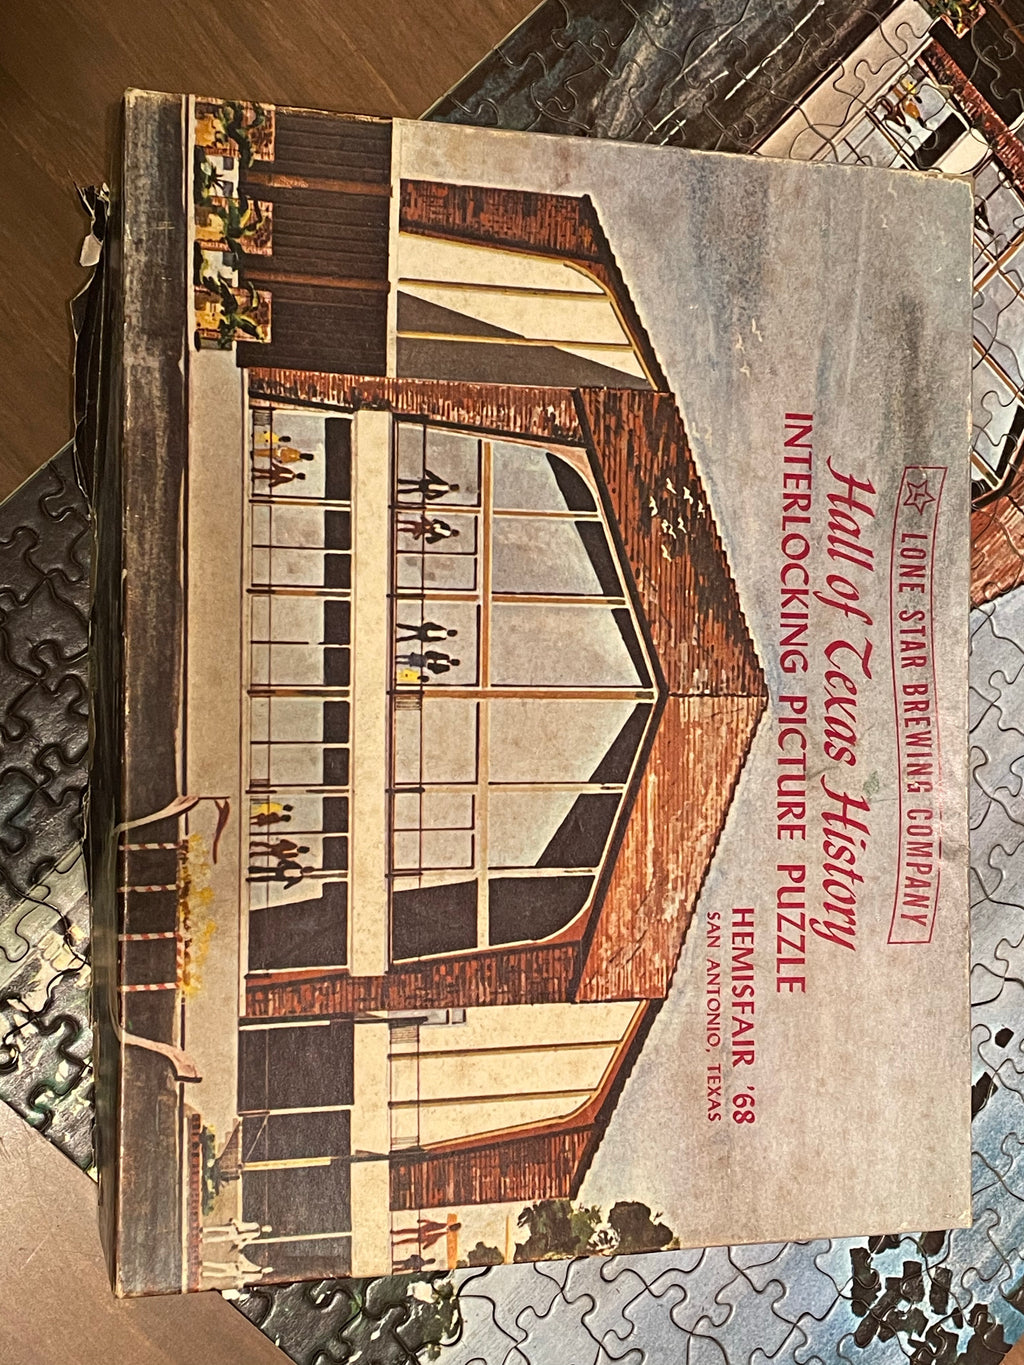 LONE STAR BREWING COMPANY
Hall of Texas History
INTERLOCKING PICTURE PUZZLE
HEMISFAIR '68
SAN ANTONIO, TEXAS